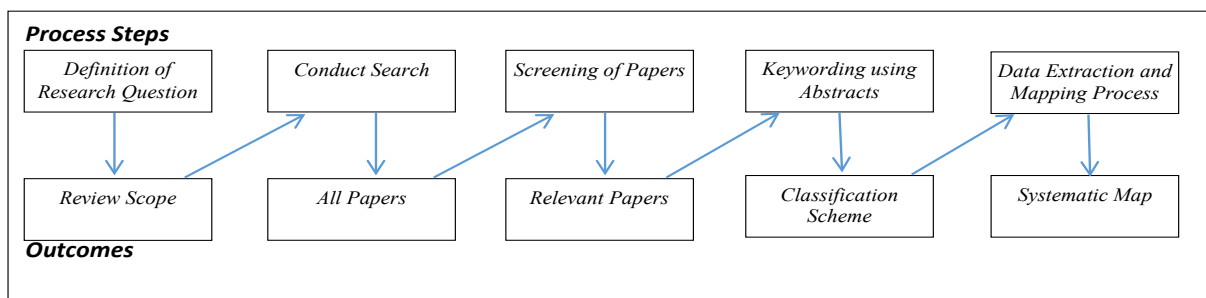 Process Steps
Definition of
Research Question
Conduct Search
Screening of Papers
Keywording using
Abstracts
Data Extraction and
Mapping Process
Review Scope
All Papers
Relevant Papers
Classification
Scheme
Systematic Map
Outcomes